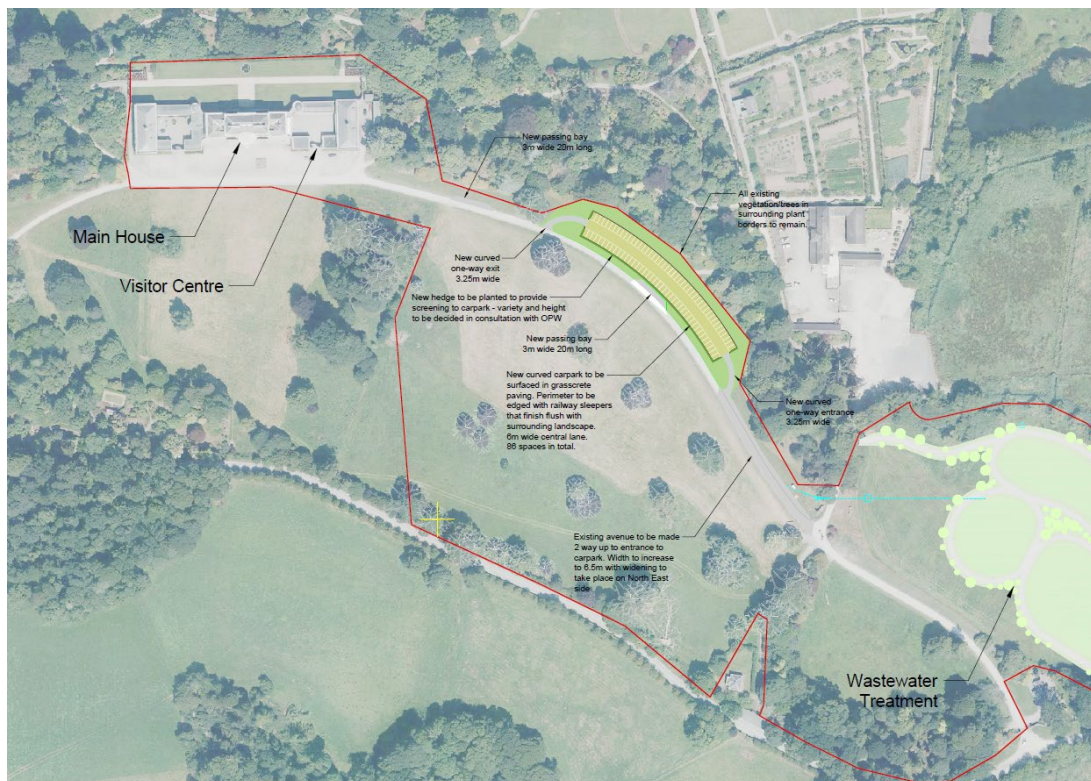 New passing bay
3m wide 20m long
All existing
vegetation/trees in
surrounding plant
borders to remain.
Main House
Visitor Centre
New curved
one-way exit
3.25m wide
New hedge to be planted to provide
screening to carpark - variety and height
to be decided in consultation with OPW
New passing bay
3m wide 20m long
New curved carpark to be
surfaced in grasscrete
paving. Perimeter to be
edged with railway sleepers
that finish flush with
surrounding landscape.
6m wide central lane.
86 spaces in total.
New curved
one-way entrance
3.25m wide
Existing avenue to be made
2 way up to entrance to
carpark. Width to increase
to 6.5m with widening to
take place on North East
side
Wastewater
Treatment